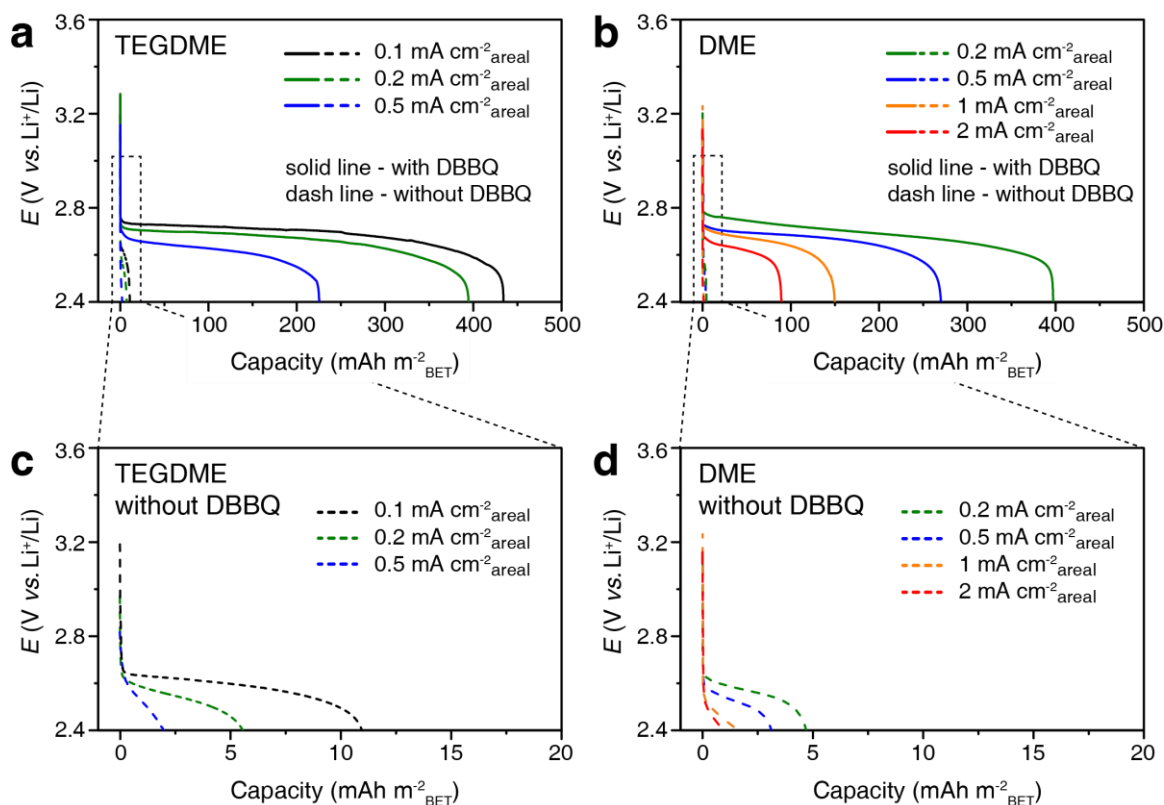 a
TEGDME
0.1 mA cm⁻²areal
0.2 mA cm⁻²areal
0.5 mA cm⁻²areal
solid line - with DBBQ
dash line - without DBBQ
3.6
3.2
2.8
2.4
E (V vs. Li⁺/Li)
0 100 200 300 400 500
Capacity (mAh m⁻²BET)
b
DME
0.2 mA cm⁻²areal
0.5 mA cm⁻²areal
1 mA cm⁻²areal
2 mA cm⁻²areal
solid line - with DBBQ
dash line - without DBBQ
3.6
3.2
2.8
2.4
E (V vs. Li⁺/Li)
0 100 200 300 400 500
Capacity (mAh m⁻²BET)
c
TEGDME
without DBBQ
0.1 mA cm⁻²areal
0.2 mA cm⁻²areal
0.5 mA cm⁻²areal
3.6
3.2
2.8
2.4
E (V vs. Li⁺/Li)
0 5 10 15 20
Capacity (mAh m⁻²BET)
d
DME
without DBBQ
0.2 mA cm⁻²areal
0.5 mA cm⁻²areal
1 mA cm⁻²areal
2 mA cm⁻²areal
3.6
3.2
2.8
2.4
E (V vs. Li⁺/Li)
0 5 10 15 20
Capacity (mAh m⁻²BET)